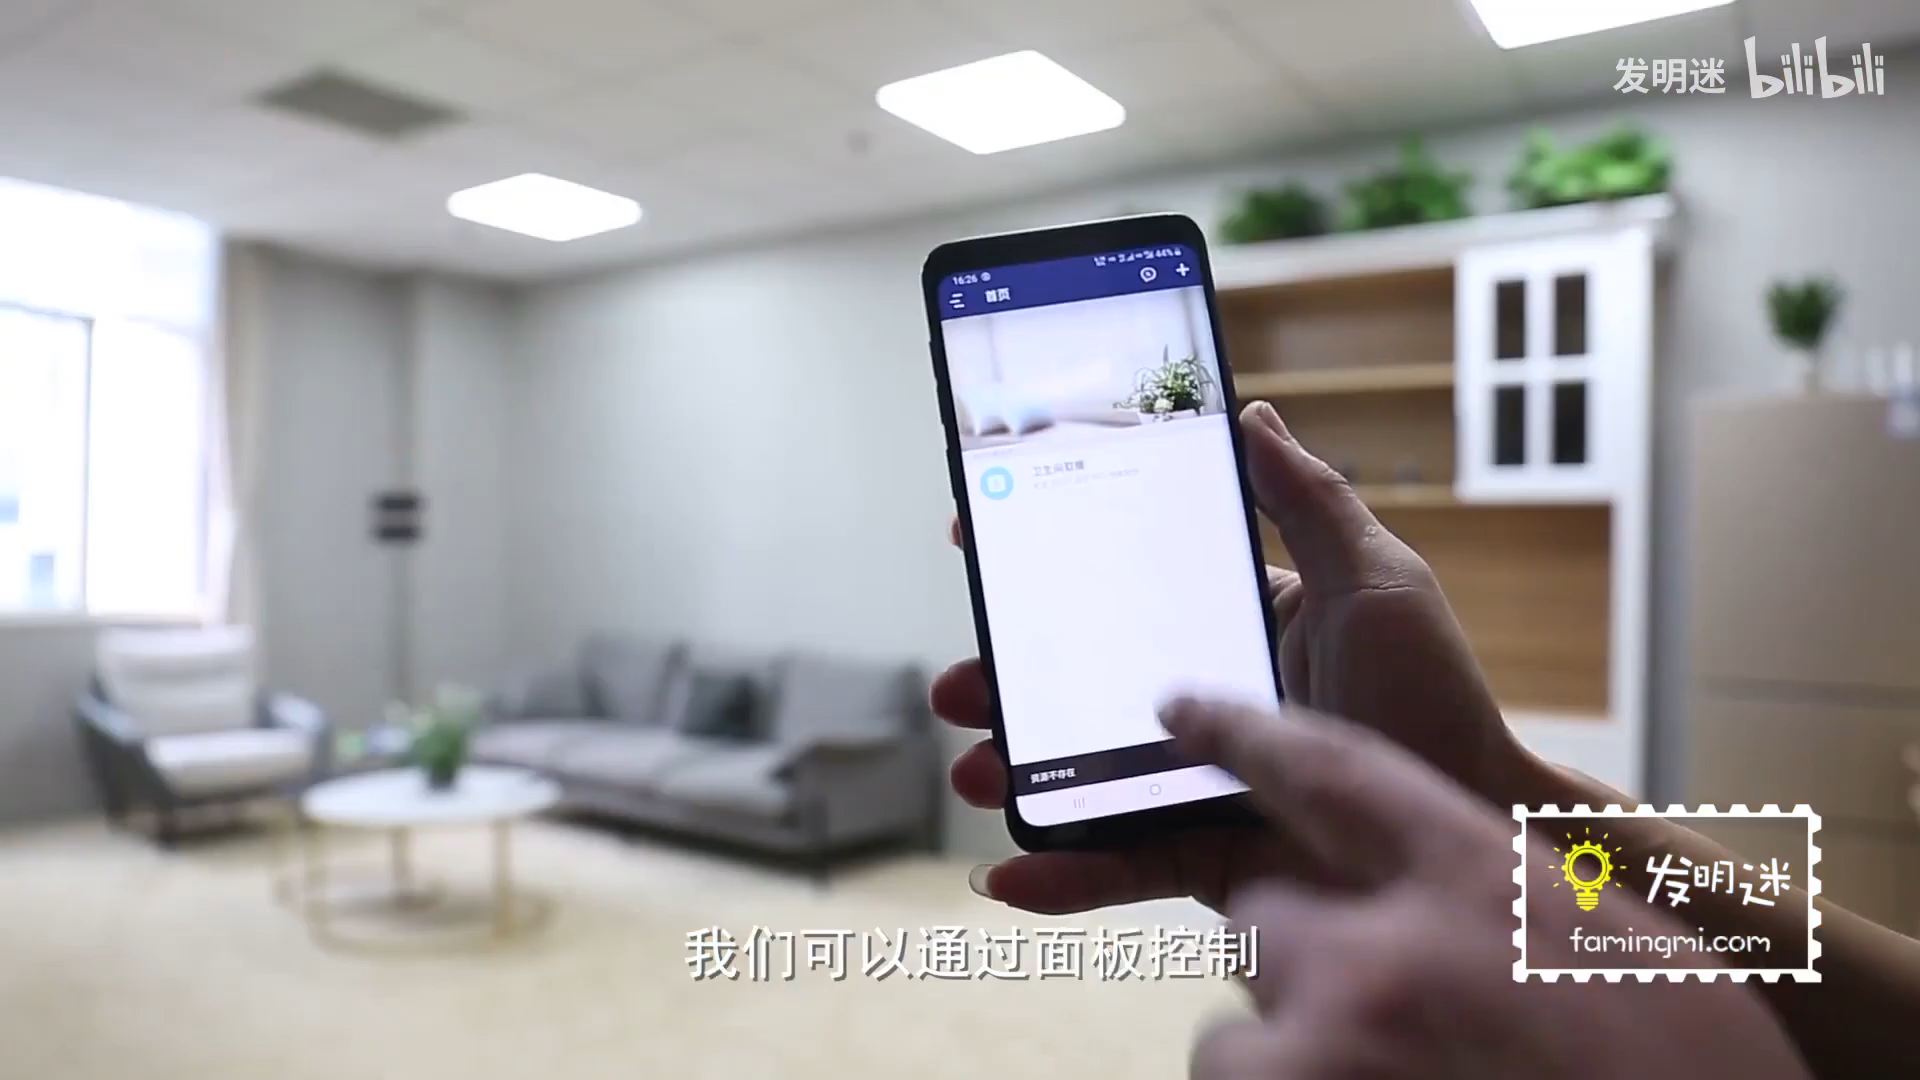 发明迷 bilibili
16:26
44%
首页
卫生间取暖
资源不存在
发明迷
famingmi.com
我们可以通过面板控制